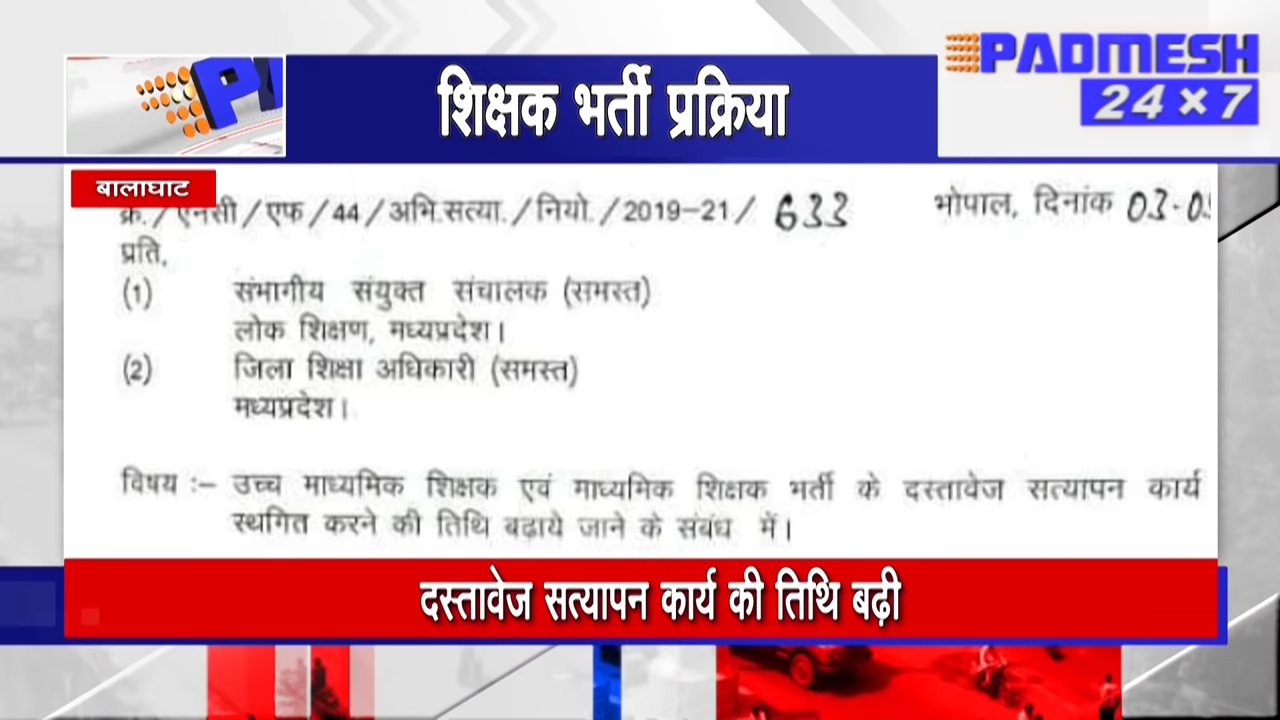 शिक्षक भर्ती प्रक्रिया
PADMESH
24×7
बालाघाट
क्र./एनसी/एफ/44/अभि.सत्या./नियो./2019-21/ 633 भोपाल, दिनांक 03-0
प्रति,
(1) संभागीय संयुक्त संचालक (समस्त)
लोक शिक्षण, मध्यप्रदेश।
(2) जिला शिक्षा अधिकारी (समस्त)
मध्यप्रदेश।
विषय :- उच्च माध्यमिक शिक्षक एवं माध्यमिक शिक्षक भर्ती के दस्तावेज सत्यापन कार्य
स्थगित करने की तिथि बढ़ाये जाने के संबंध में।
दस्तावेज सत्यापन कार्य की तिथि बढ़ी